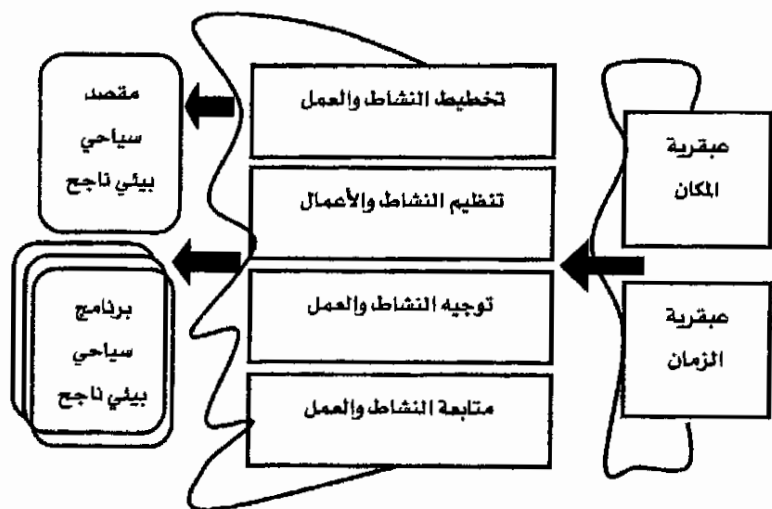 عبقرية
المكان
عبقرية
الزمان
تخطيط النشاط والعمل
تنظيم النشاط والأعمال
توجيه النشاط والعمل
متابعة النشاط والعمل
مقصد
سياحي
بيئي ناجح
برنامج
سياحي
بيئي ناجح